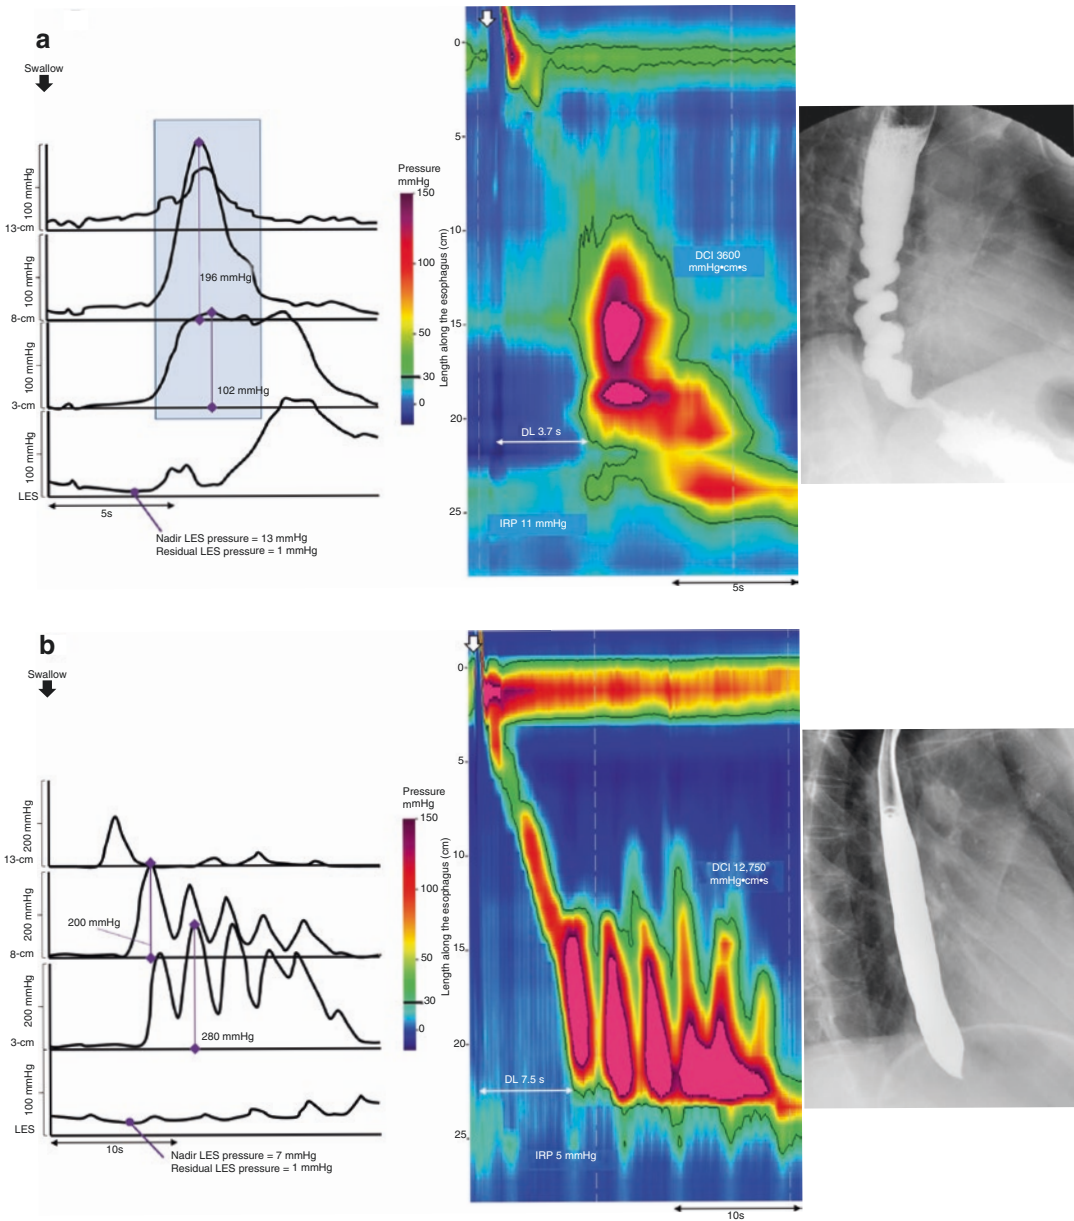 a
Swallow
100 mmHg
13-cm
100 mmHg
8-cm
100 mmHg
3-cm
100 mmHg
LES
196 mmHg
102 mmHg
5s
Nadir LES pressure = 13 mmHg
Residual LES pressure = 1 mmHg
Pressure
mmHg
150
100
50
30
0
Length along the esophagus (cm)
0
5
10
15
20
25
DCI 3600
mmHg•cm•s
DL 3.7 s
IRP 11 mmHg
5s
b
Swallow
200 mmHg
13-cm
200 mmHg
8-cm
200 mmHg
3-cm
100 mmHg
LES
200 mmHg
280 mmHg
10s
Nadir LES pressure = 7 mmHg
Residual LES pressure = 1 mmHg
Pressure
mmHg
150
100
50
30
0
Length along the esophagus (cm)
0
5
10
15
20
25
DCI 12,750
mmHg•cm•s
DL 7.5 s
IRP 5 mmHg
10s